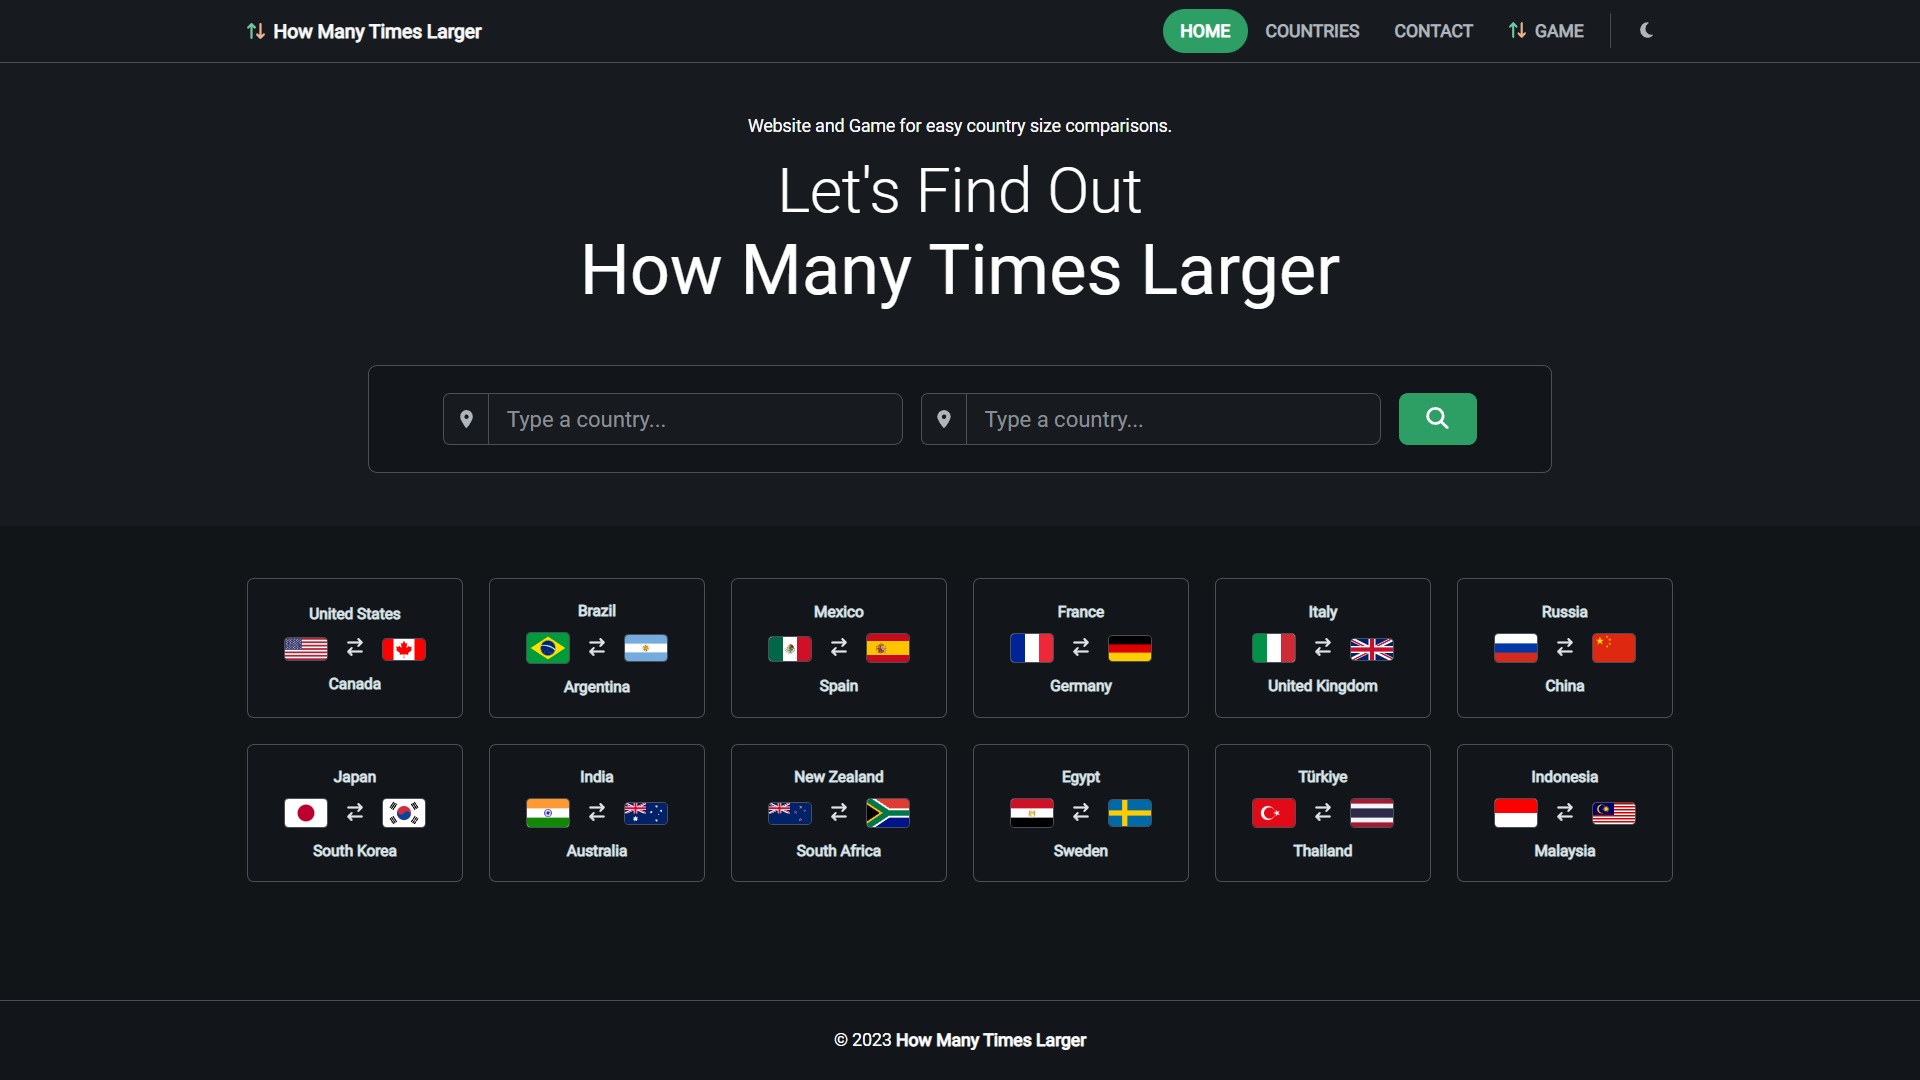 How Many Times Larger
HOME
COUNTRIES
CONTACT
GAME
Website and Game for easy country size comparisons.
Let's Find Out
How Many Times Larger
Type a country...
Type a country...
United States
Canada
Brazil
Argentina
Mexico
Spain
France
Germany
Italy
United Kingdom
Russia
China
Japan
South Korea
India
Australia
New Zealand
South Africa
Egypt
Sweden
Türkiye
Thailand
Indonesia
Malaysia
© 2023 How Many Times Larger